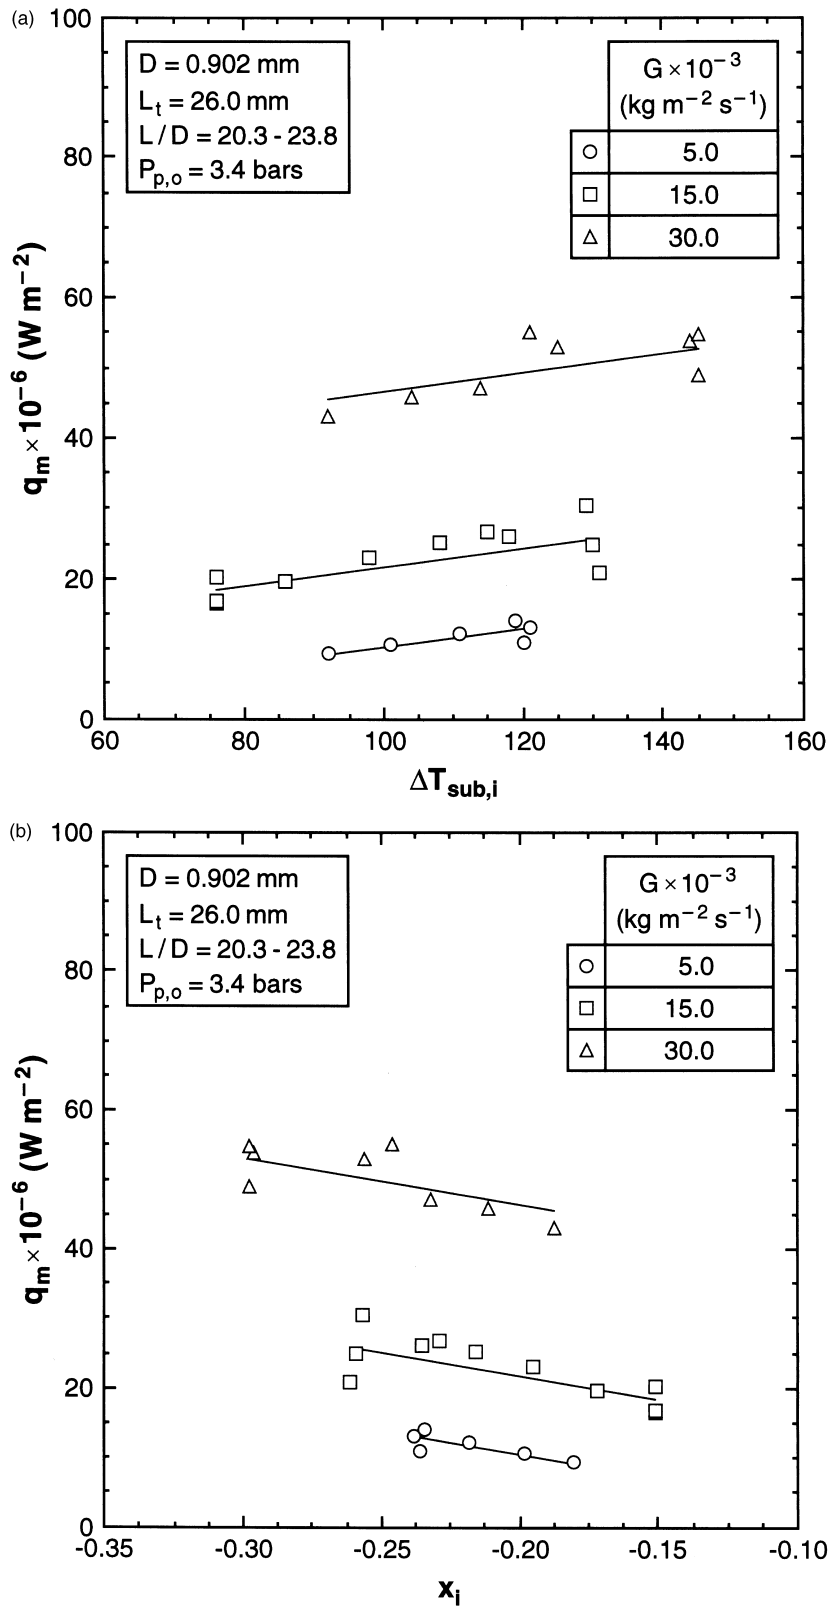 (a)
100
80
60
40
20
0
q_m × 10⁻⁶ (W m⁻²)
D = 0.902 mm
L_t = 26.0 mm
L / D = 20.3 - 23.8
P_p,o = 3.4 bars
G × 10⁻³
(kg m⁻² s⁻¹)
5.0
15.0
30.0
60 80 100 120 140 160
ΔT_sub,i
(b)
100
80
60
40
20
0
q_m × 10⁻⁶ (W m⁻²)
D = 0.902 mm
L_t = 26.0 mm
L / D = 20.3 - 23.8
P_p,o = 3.4 bars
G × 10⁻³
(kg m⁻² s⁻¹)
5.0
15.0
30.0
-0.35 -0.30 -0.25 -0.20 -0.15 -0.10
x_i